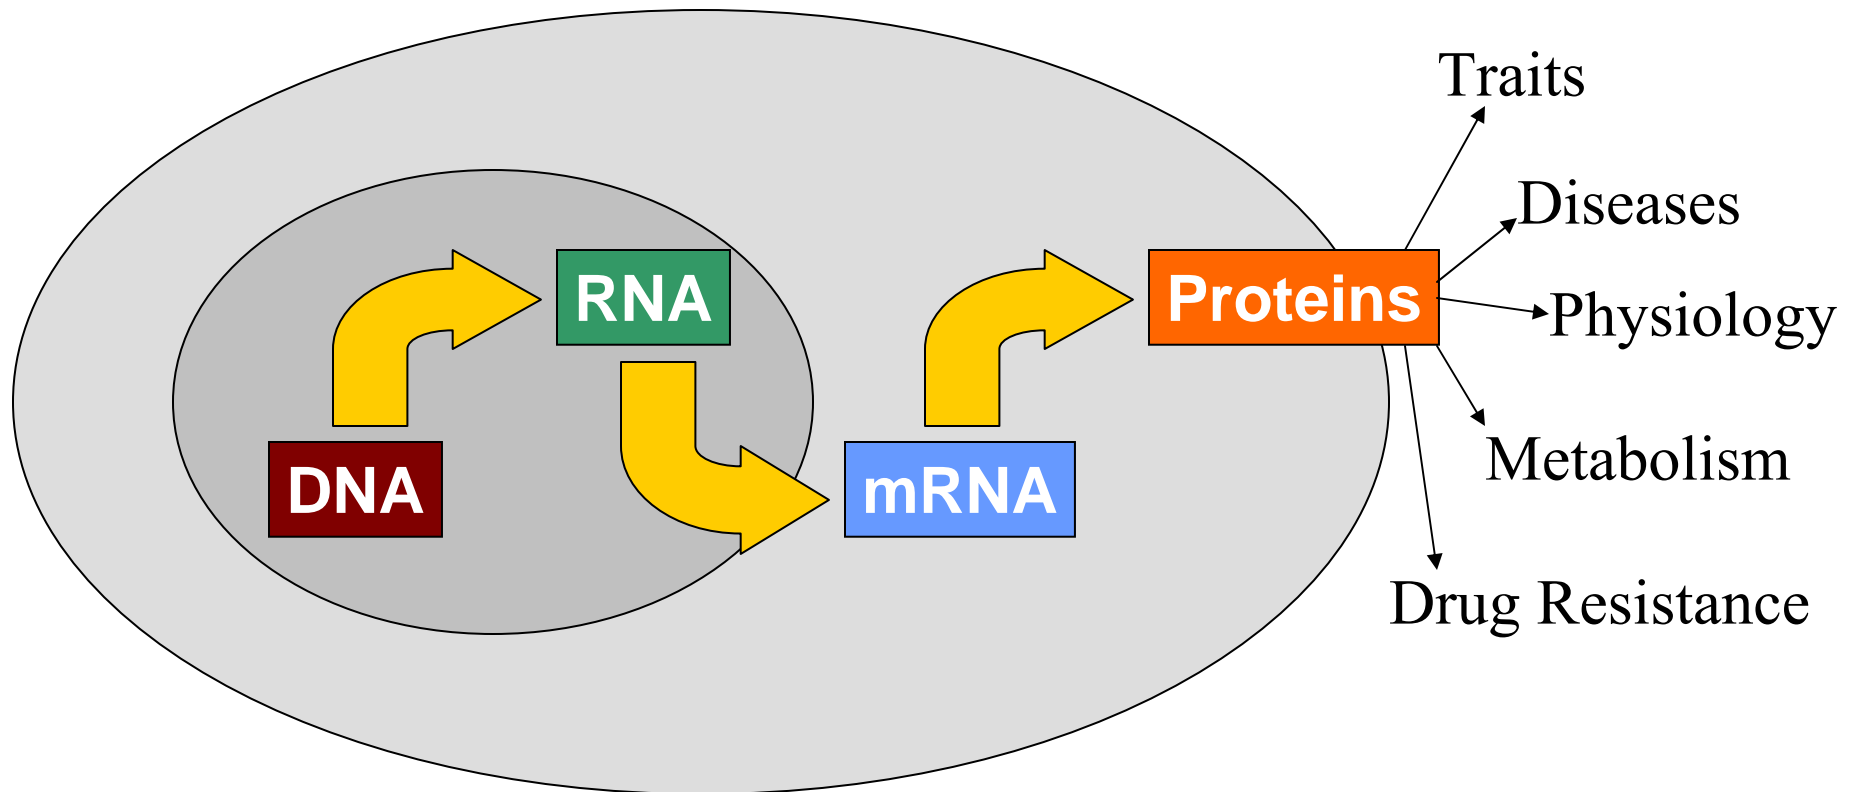 Traits
Diseases
RNA
Proteins
Physiology
DNA
mRNA
Metabolism
Drug Resistance